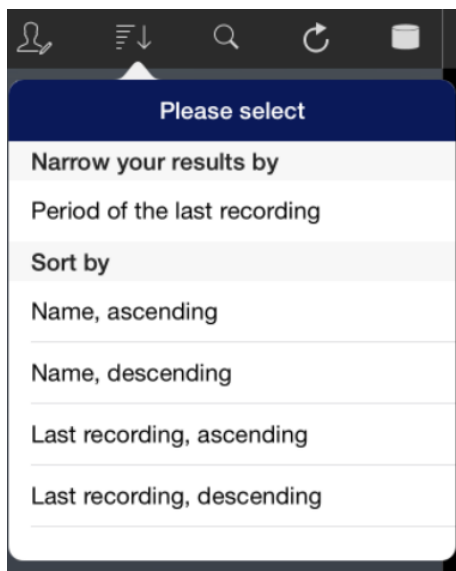 Please select
Narrow your results by
Period of the last recording
Sort by
Name, ascending
Name, descending
Last recording, ascending
Last recording, descending